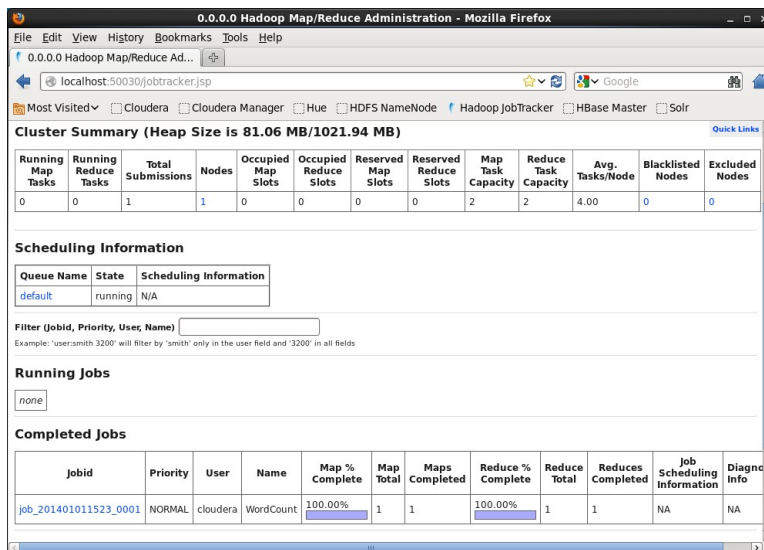 0.0.0.0 Hadoop Map/Reduce Administration - Mozilla Firefox
File Edit View History Bookmarks Tools Help
0.0.0.0 Hadoop Map/Reduce Ad...
localhost:50030/jobtracker.jsp
Google
Most Visited Cloudera Cloudera Manager Hue HDFS NameNode Hadoop JobTracker HBase Master Solr
Cluster Summary (Heap Size is 81.06 MB/1021.94 MB)
Quick Links
Running Map Tasks Running Reduce Tasks Total Submissions Nodes Occupied Map Slots Occupied Reduce Slots Reserved Map Slots Reserved Reduce Slots Map Task Capacity Reduce Task Capacity Avg. Tasks/Node Blacklisted Nodes Excluded Nodes
0 0 1 1 0 0 0 0 2 2 4.00 0 0
Scheduling Information
Queue Name State Scheduling Information
default running N/A
Filter (Jobid, Priority, User, Name)
Example: 'user:smith 3200' will filter by 'smith' only in the user field and '3200' in all fields
Running Jobs
none
Completed Jobs
Jobid Priority User Name Map % Complete Map Total Maps Completed Reduce % Complete Reduce Total Reduces Completed Job Scheduling Information Diagno Info
job_201401011523_0001 NORMAL cloudera WordCount 100.00% 1 1 100.00% 1 1 NA NA